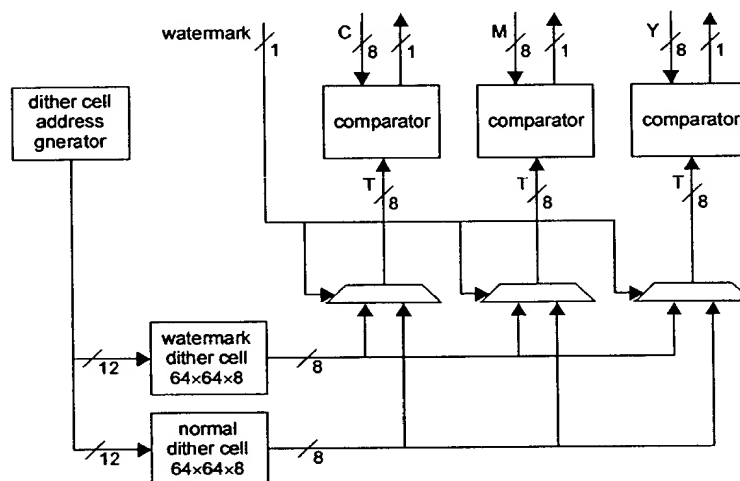 watermark
1
C
8
1
M
8
1
Y
8
1
dither cell
address
gnerator
comparator
comparator
comparator
T
8
T
8
T
8
12
watermark
dither cell
64×64×8
8
12
normal
dither cell
64×64×8
8